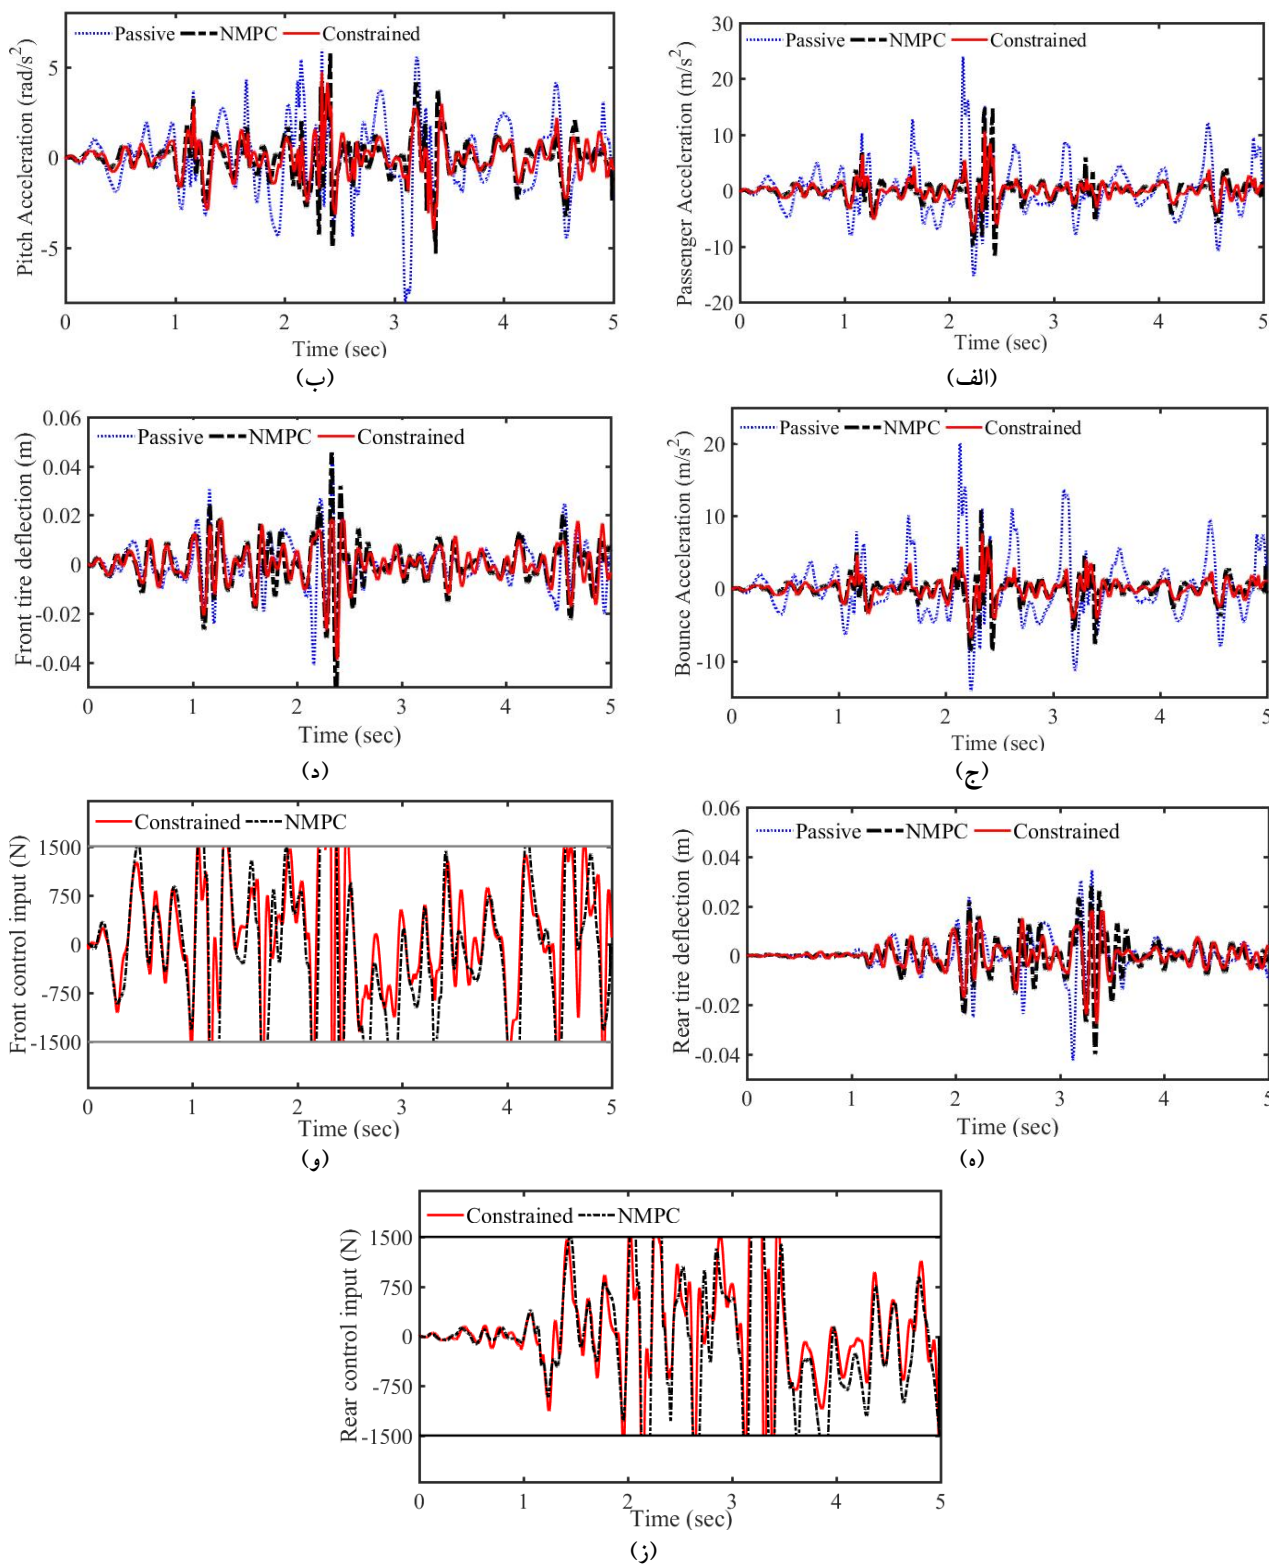 Passive NMPC Constrained
Pitch Acceleration (rad/s²)
5
0
-5
0 1 2 3 4 5
Time (sec)
(ب)
Passive NMPC Constrained
Passenger Acceleration (m/s²)
30
20
10
0
-10
-20
0 1 2 3 4 5
Time (sec)
(الف)
Passive NMPC Constrained
Front tire deflection (m)
0.06
0.04
0.02
0
-0.02
-0.04
0 1 2 3 4 5
Time (sec)
(د)
Passive NMPC Constrained
Bounce Accleration (m/s²)
20
10
0
-10
0 1 2 3 4 5
Time (sec)
(ج)
Constrained NMPC
Front control input (N)
1500
750
0
-750
-1500
0 1 2 3 4 5
Time (sec)
(و)
Passive NMPC Constrained
Rear tire deflection (m)
0.06
0.04
0.02
0
-0.02
-0.04
0 1 2 3 4 5
Time (sec)
(ه)
Constrained NMPC
Rear control input (N)
1500
750
0
-750
-1500
0 1 2 3 4 5
Time (sec)
(ز)